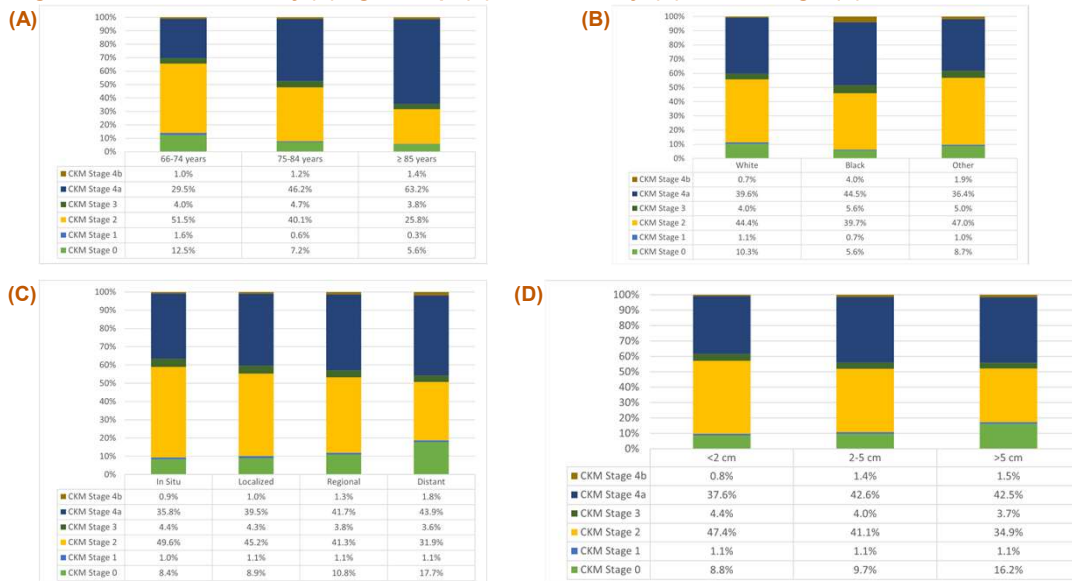 (A)
100%
90%
80%
70%
60%
50%
40%
30%
20%
10%
0%
66-74 years 75-84 years ≥ 85 years
CKM Stage 4b 1.0% 1.2% 1.4%
CKM Stage 4a 29.5% 46.2% 63.2%
CKM Stage 3 4.0% 4.7% 3.8%
CKM Stage 2 51.5% 40.1% 25.8%
CKM Stage 1 1.6% 0.6% 0.3%
CKM Stage 0 12.5% 7.2% 5.6%
(B)
100%
90%
80%
70%
60%
50%
40%
30%
20%
10%
0%
White Black Other
CKM Stage 4b 0.7% 4.0% 1.9%
CKM Stage 4a 39.6% 44.5% 36.4%
CKM Stage 3 4.0% 5.6% 5.0%
CKM Stage 2 44.4% 39.7% 47.0%
CKM Stage 1 1.1% 0.7% 1.0%
CKM Stage 0 10.3% 5.6% 8.7%
(C)
100%
90%
80%
70%
60%
50%
40%
30%
20%
10%
0%
In Situ Localized Regional Distant
CKM Stage 4b 0.9% 1.0% 1.3% 1.8%
CKM Stage 4a 35.8% 39.5% 41.7% 43.9%
CKM Stage 3 4.4% 4.3% 3.8% 3.6%
CKM Stage 2 49.6% 45.2% 41.3% 31.9%
CKM Stage 1 1.0% 1.1% 1.1% 1.1%
CKM Stage 0 8.4% 8.9% 10.8% 17.7%
(D)
100%
90%
80%
70%
60%
50%
40%
30%
20%
10%
0%
<2 cm 2-5 cm >5 cm
CKM Stage 4b 0.8% 1.4% 1.5%
CKM Stage 4a 37.6% 42.6% 42.5%
CKM Stage 3 4.4% 4.0% 3.7%
CKM Stage 2 47.4% 41.1% 34.9%
CKM Stage 1 1.1% 1.1% 1.1%
CKM Stage 0 8.8% 9.7% 16.2%